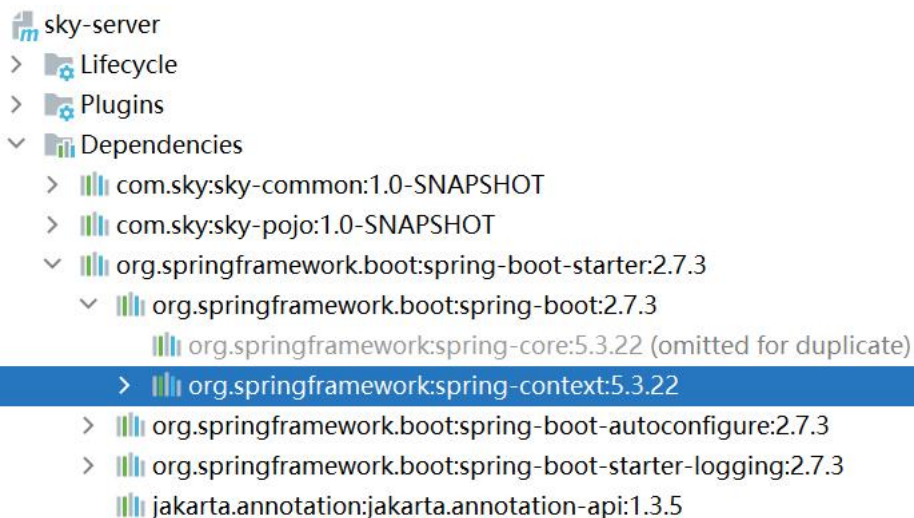 sky-server
Lifecycle
Plugins
Dependencies
com.sky:sky-common:1.0-SNAPSHOT
com.sky:sky-pojo:1.0-SNAPSHOT
org.springframework.boot:spring-boot-starter:2.7.3
org.springframework.boot:spring-boot:2.7.3
org.springframework:spring-core:5.3.22 (omitted for duplicate)
org.springframework:spring-context:5.3.22
org.springframework.boot:spring-boot-autoconfigure:2.7.3
org.springframework.boot:spring-boot-starter-logging:2.7.3
jakarta.annotation:jakarta.annotation-api:1.3.5